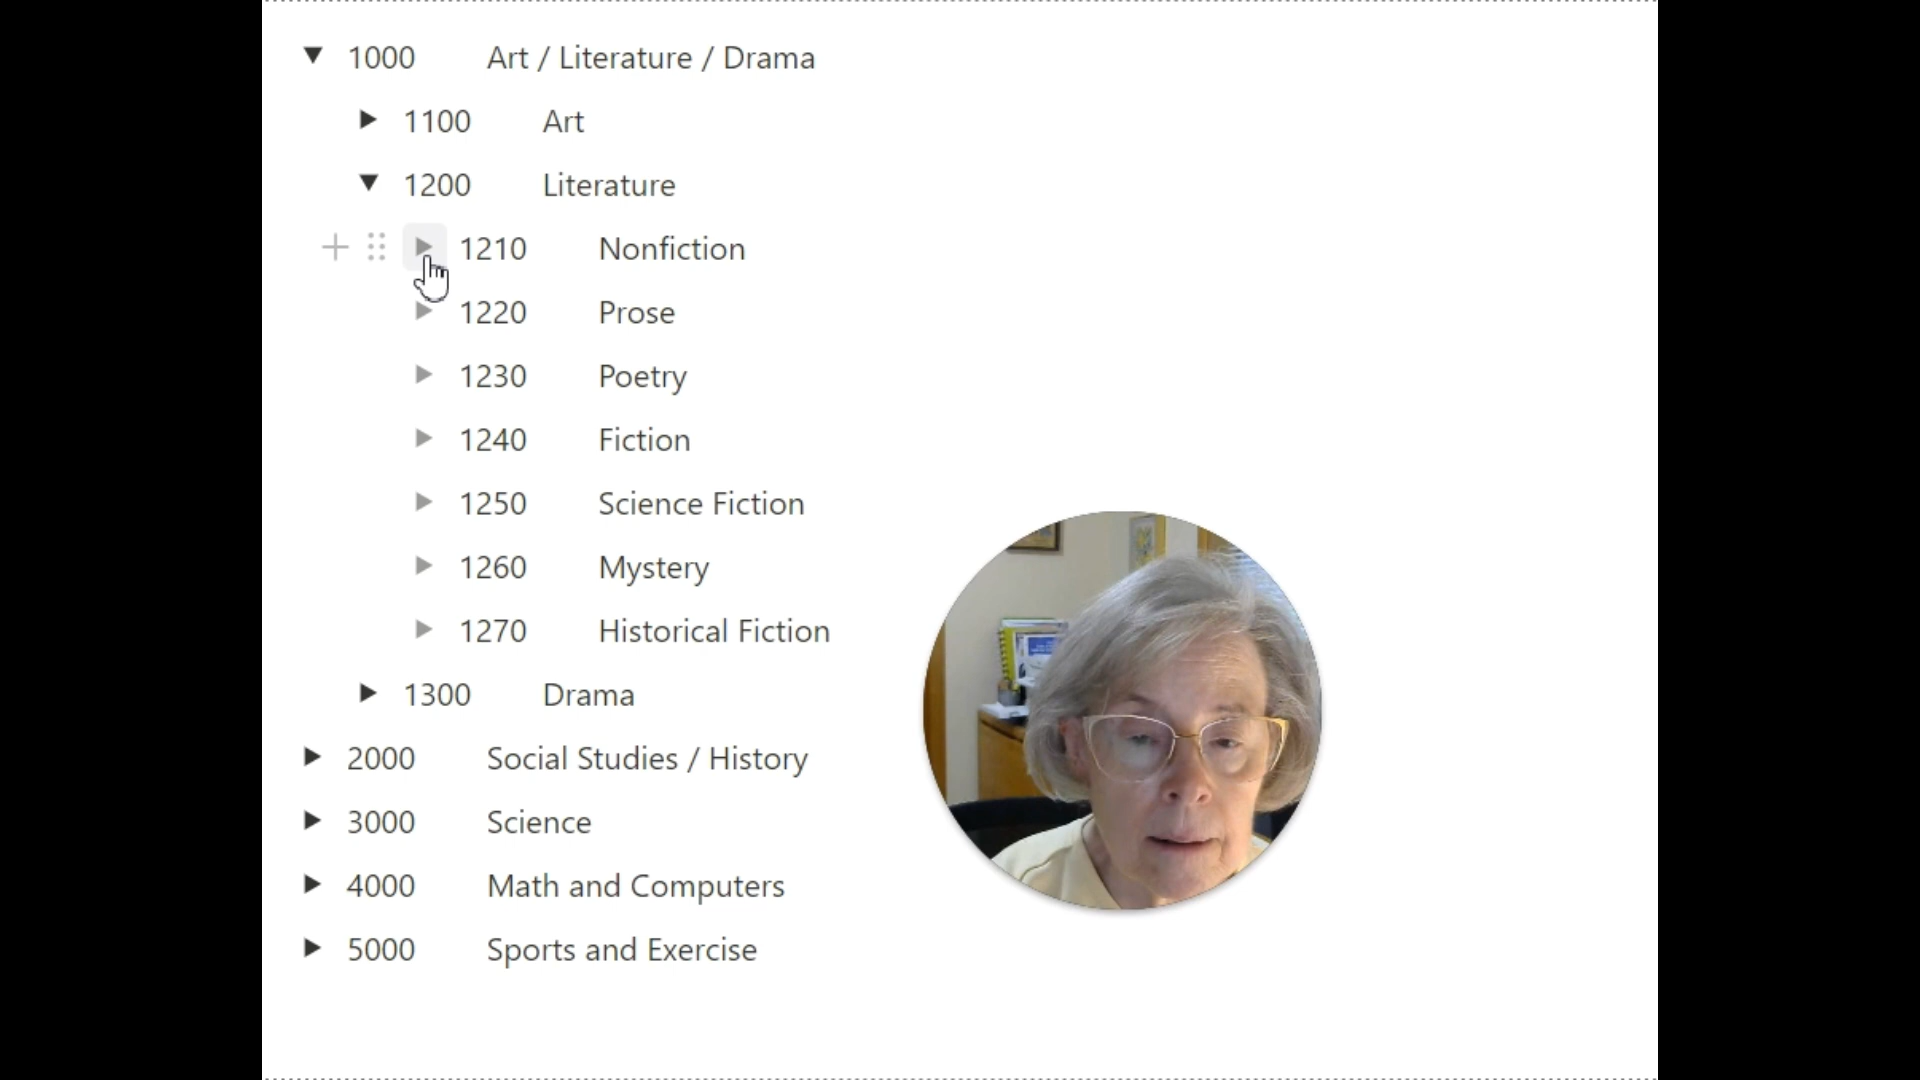 1000 Art / Literature / Drama
1100 Art
1200 Literature
1210 Nonfiction
1220 Prose
1230 Poetry
1240 Fiction
1250 Science Fiction
1260 Mystery
1270 Historical Fiction
1300 Drama
2000 Social Studies / History
3000 Science
4000 Math and Computers
5000 Sports and Exercise